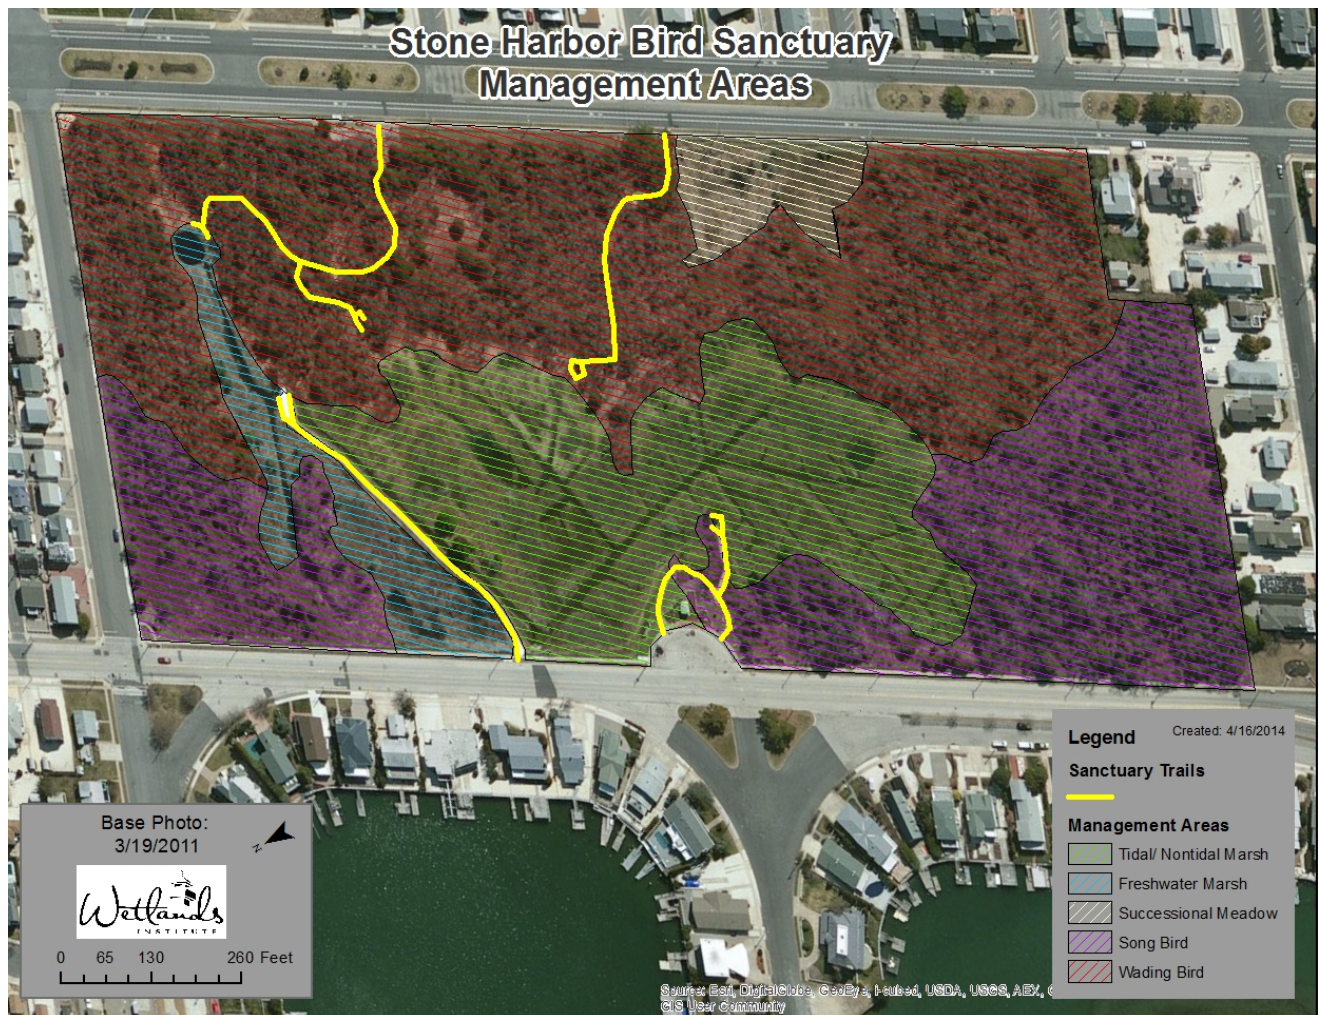 Stone Harbor Bird Sanctuary
Management Areas
Legend
Created: 4/16/2014
Sanctuary Trails
Management Areas
Tidal/ Nontidal Marsh
Freshwater Marsh
Successional Meadow
Song Bird
Wading Bird
Base Photo:
3/19/2011
N
Wetlands
INSTITUTE
0 65 130 260 Feet
Source: Esri, DigitalGlobe, GeoEye, i-cubed, USDA, USGS, AEX,
GIS User Community